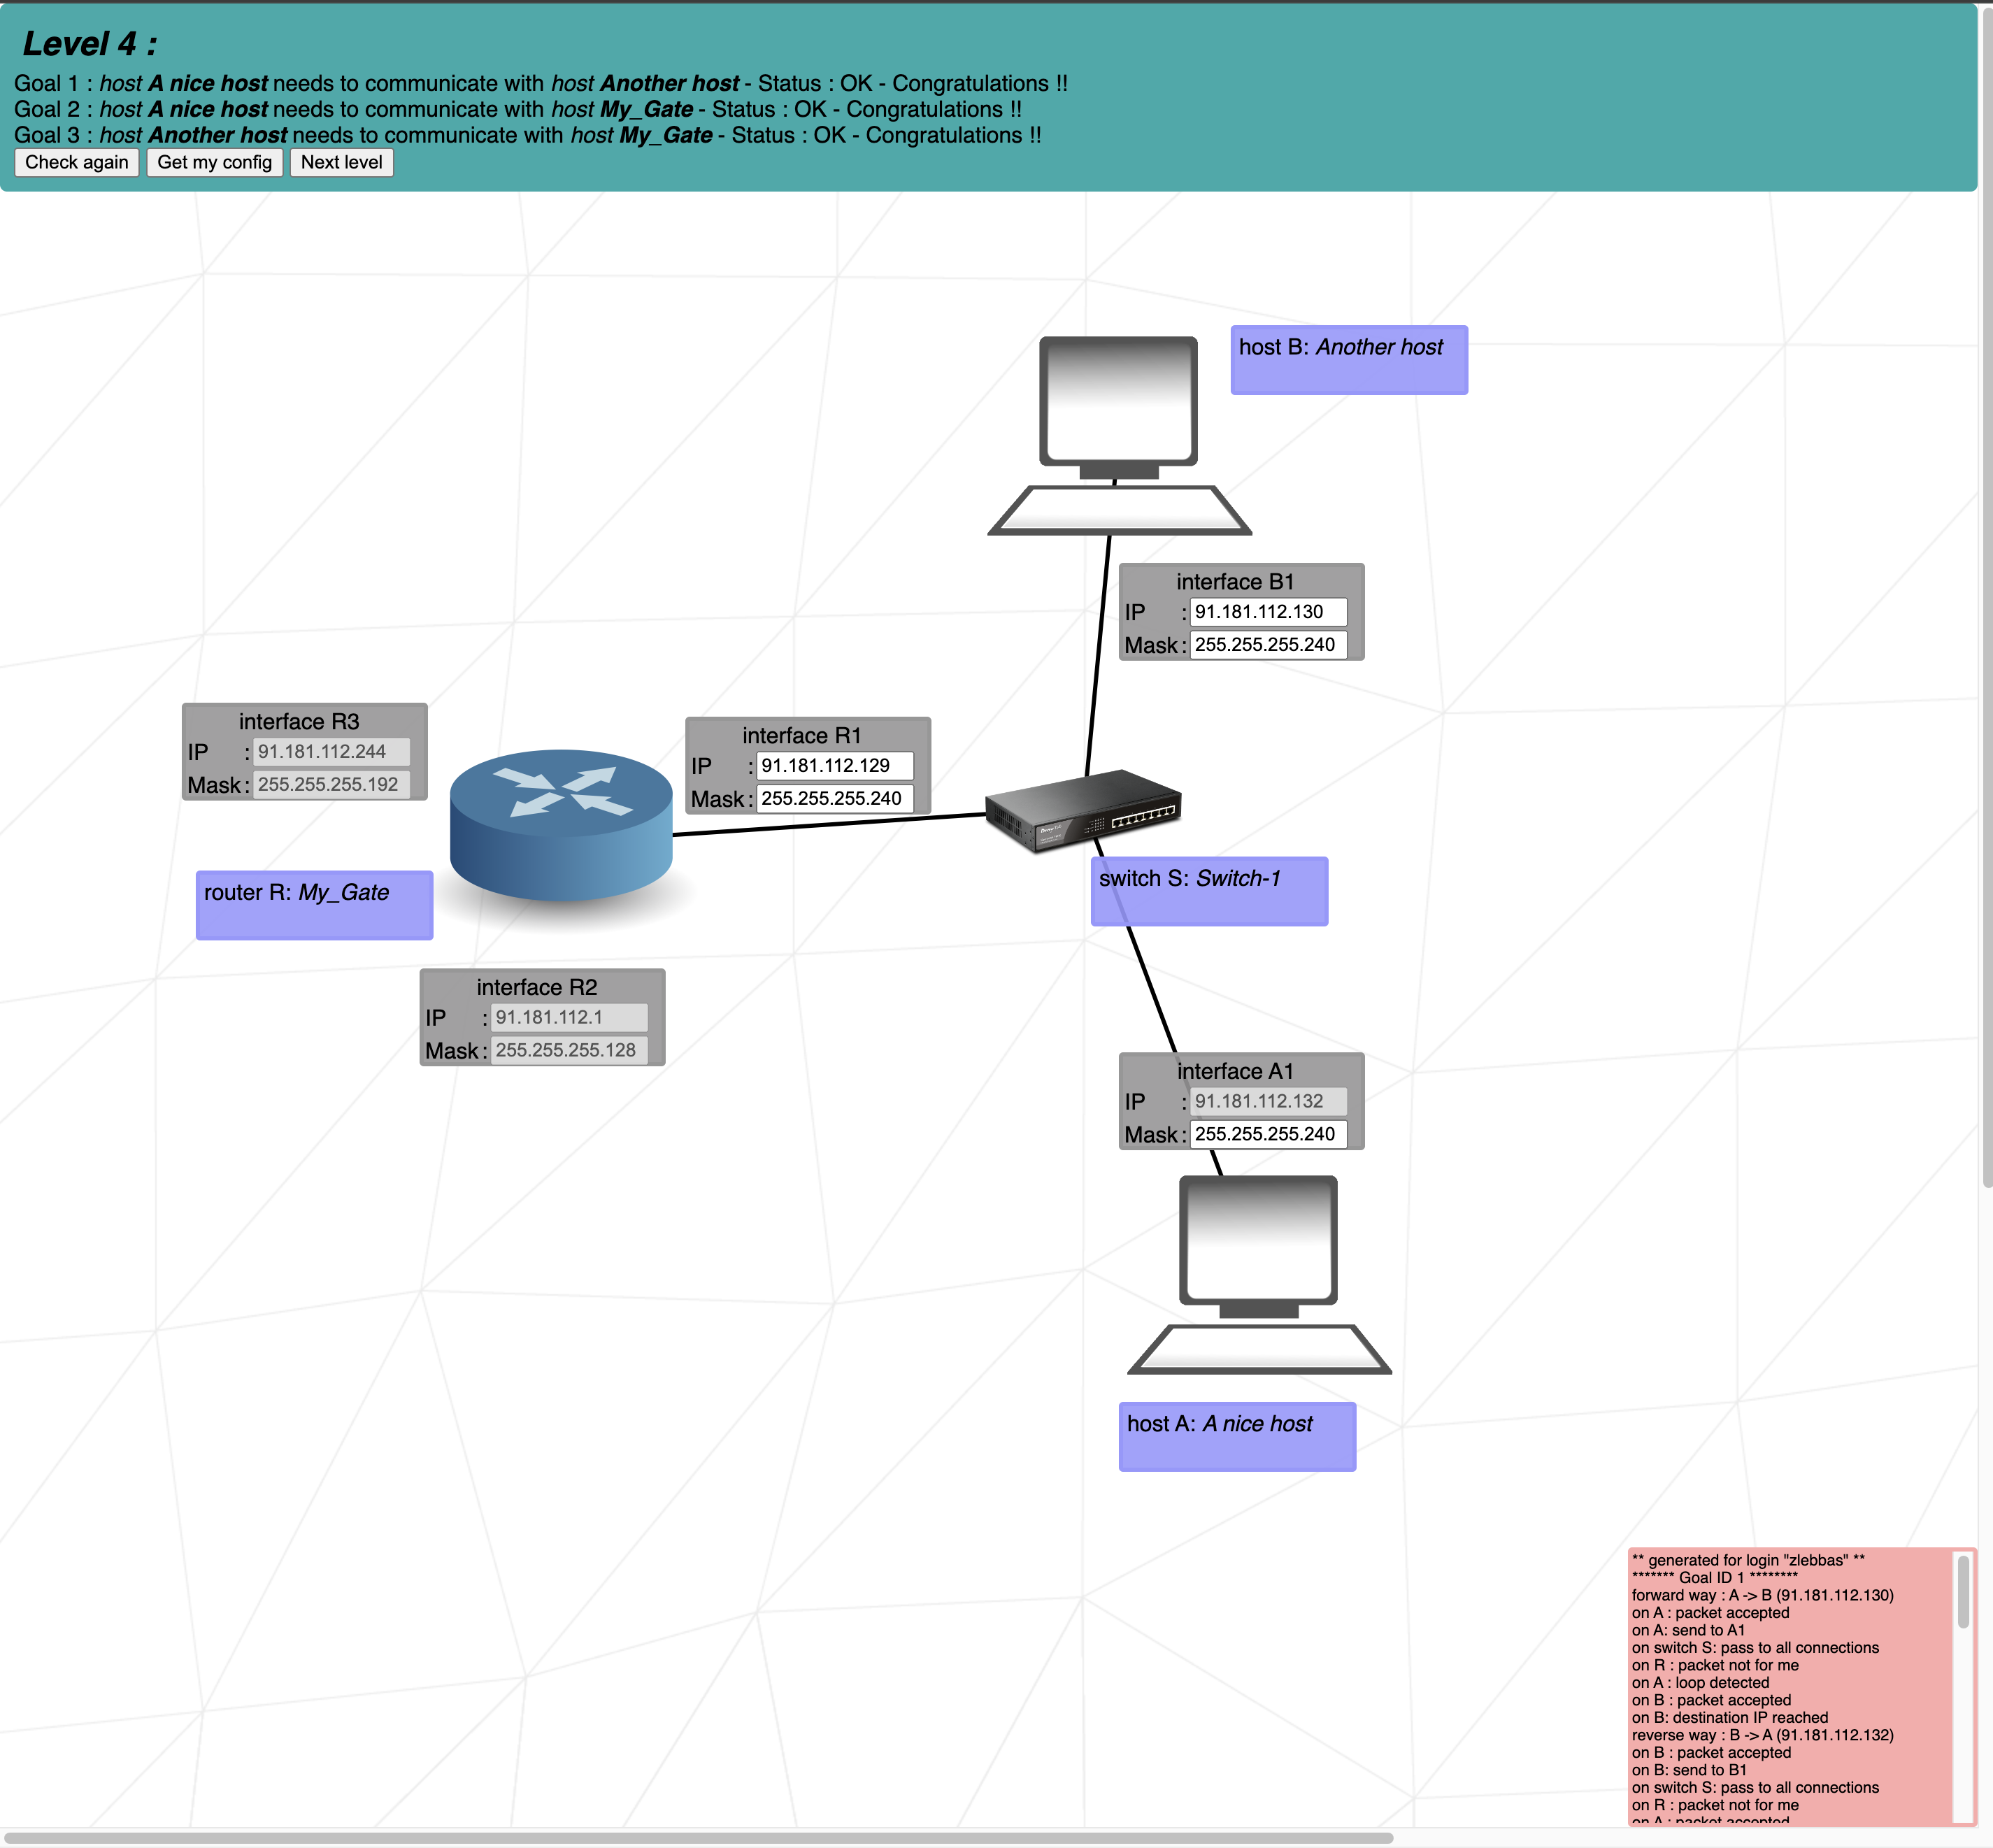 Level 4 :
Goal 1 : host A nice host needs to communicate with host Another host - Status : OK - Congratulations !!
Goal 2 : host A nice host needs to communicate with host My_Gate - Status : OK - Congratulations !!
Goal 3 : host Another host needs to communicate with host My_Gate - Status : OK - Congratulations !!
Check again Get my config Next level
host B: Another host
interface B1
IP : 91.181.112.130
Mask : 255.255.255.240
interface R3
IP : 91.181.112.244
Mask : 255.255.255.192
interface R1
IP : 91.181.112.129
Mask : 255.255.255.240
router R: My_Gate
switch S: Switch-1
interface R2
IP : 91.181.112.1
Mask : 255.255.255.128
interface A1
IP : 91.181.112.132
Mask : 255.255.255.240
host A: A nice host
** generated for login "zlebbas" **
******* Goal ID 1 ********
forward way : A -> B (91.181.112.130)
on A : packet accepted
on A: send to A1
on switch S: pass to all connections
on R : packet not for me
on A : loop detected
on B : packet accepted
on B: destination IP reached
reverse way : B -> A (91.181.112.132)
on B : packet accepted
on B: send to B1
on switch S: pass to all connections
on R : packet not for me
on A : packet accepted